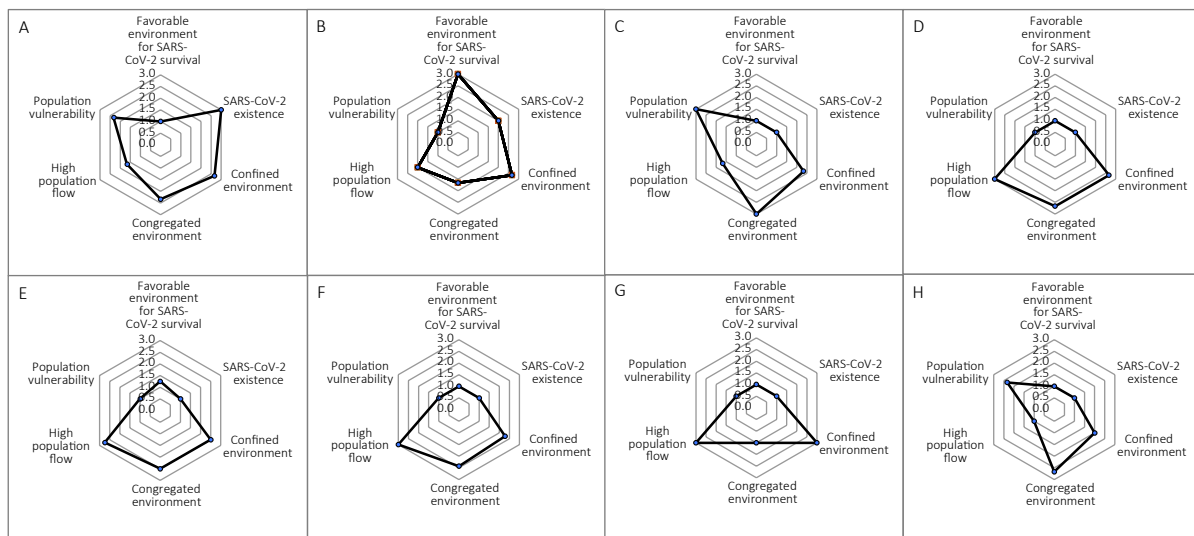 A
Favorable
environment
for SARS-
CoV-2 survival
3.0
2.5
2.0
1.5
1.0
0.5
0.0
SARS-CoV-2
existence
Confined
environment
Congregated
environment
High
population
flow
Population
vulnerability
B
Favorable
environment
for SARS-
CoV-2 survival
3.0
2.5
2.0
1.5
1.0
0.5
0.0
SARS-CoV-2
existence
Confined
environment
Congregated
environment
High
population
flow
Population
vulnerability
C
Favorable
environment
for SARS-
CoV-2 survival
3.0
2.5
2.0
1.5
1.0
0.5
0.0
SARS-CoV-2
existence
Confined
environment
Congregated
environment
High
population
flow
Population
vulnerability
D
Favorable
environment
for SARS-
CoV-2 survival
3.0
2.5
2.0
1.5
1.0
0.5
0.0
SARS-CoV-2
existence
Confined
environment
Congregated
environment
High
population
flow
Population
vulnerability
E
Favorable
environment
for SARS-
CoV-2 survival
3.0
2.5
2.0
1.5
1.0
0.5
0.0
SARS-CoV-2
existence
Confined
environment
Congregated
environment
High
population
flow
Population
vulnerability
F
Favorable
environment
for SARS-
CoV-2 survival
3.0
2.5
2.0
1.5
1.0
0.5
0.0
SARS-CoV-2
existence
Confined
environment
Congregated
environment
High
population
flow
Population
vulnerability
G
Favorable
environment
for SARS-
CoV-2 survival
3.0
2.5
2.0
1.5
1.0
0.5
0.0
SARS-CoV-2
existence
Confined
environment
Congregated
environment
High
population
flow
Population
vulnerability
H
Favorable
environment
for SARS-
CoV-2 survival
3.0
2.5
2.0
1.5
1.0
0.5
0.0
SARS-CoV-2
existence
Confined
environment
Congregated
environment
High
population
flow
Population
vulnerability